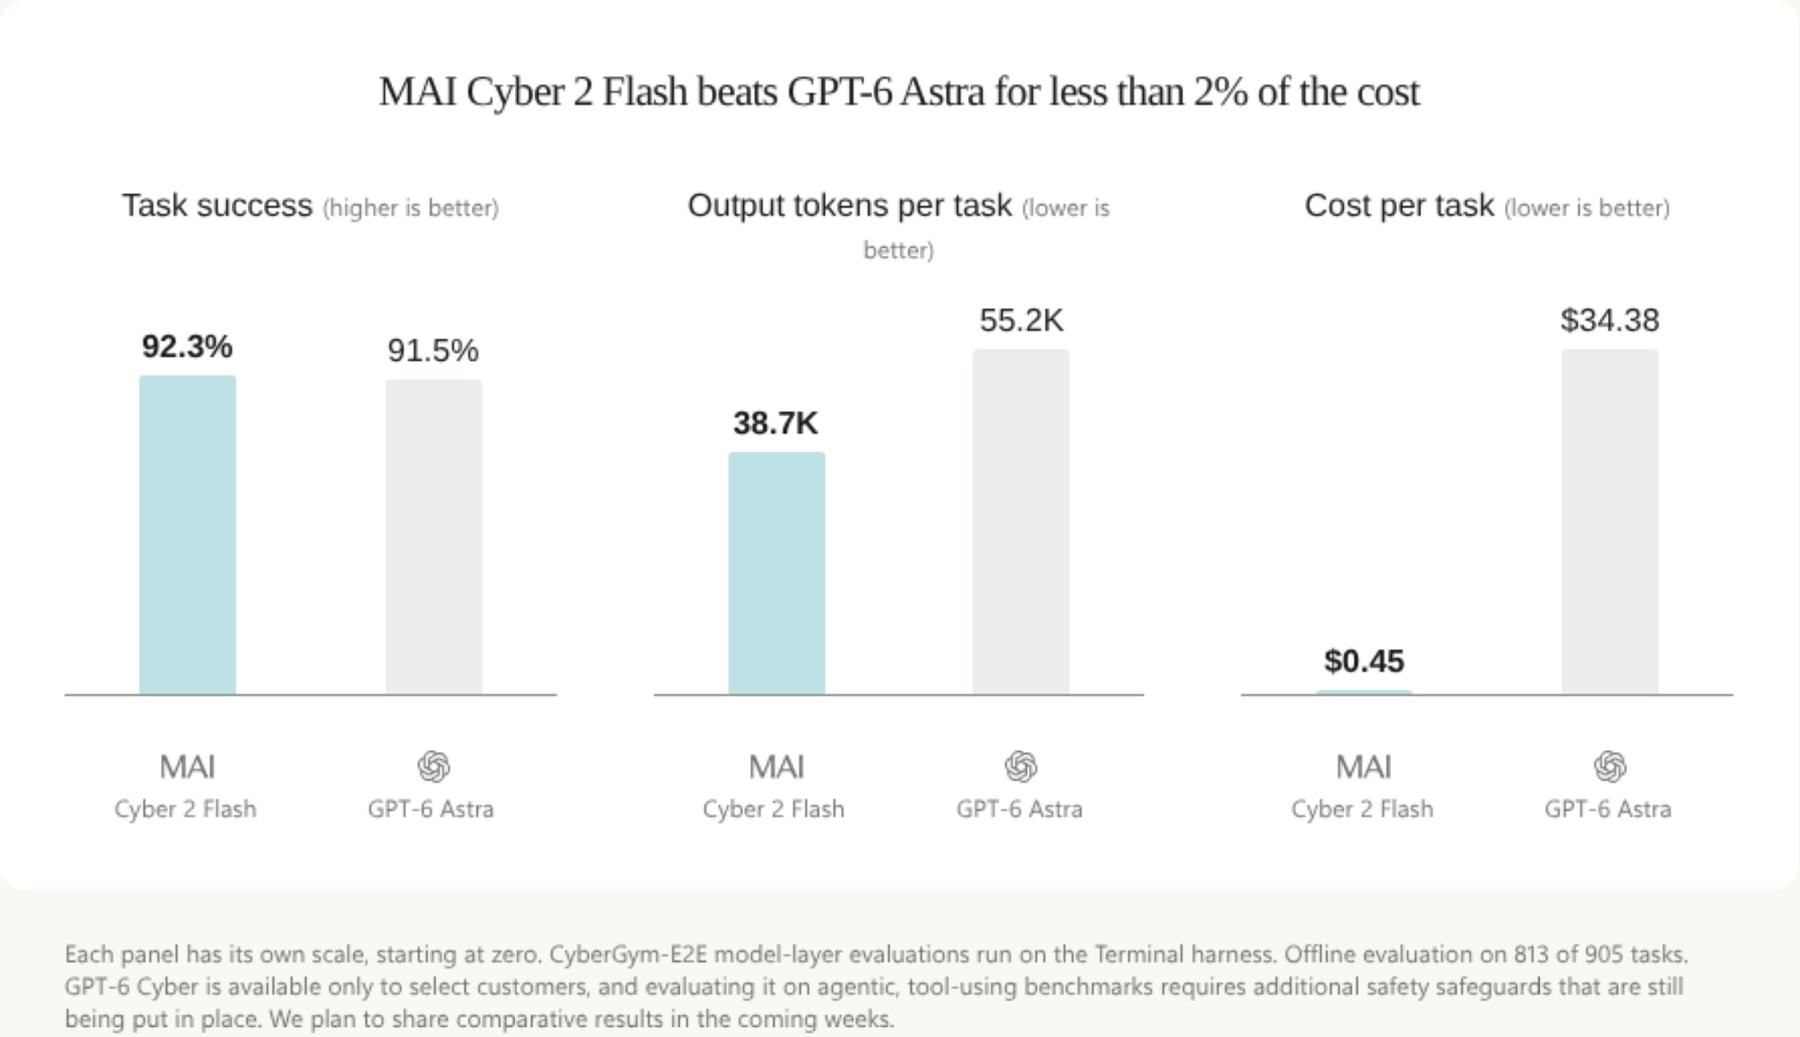 MAI Cyber 2 Flash beats GPT-6 Astra for less than 2% of the cost
Task success (higher is better)
92.3%
91.5%
MAI
Cyber 2 Flash
GPT-6 Astra
Output tokens per task (lower is
better)
38.7K
55.2K
MAI
Cyber 2 Flash
GPT-6 Astra
Cost per task (lower is better)
$0.45
$34.38
MAI
Cyber 2 Flash
GPT-6 Astra
Each panel has its own scale, starting at zero. CyberGym-E2E model-layer evaluations run on the Terminal harness. Offline evaluation on 813 of 905 tasks.
GPT-6 Cyber is available only to select customers, and evaluating it on agentic, tool-using benchmarks requires additional safety safeguards that are still
being put in place. We plan to share comparative results in the coming weeks.